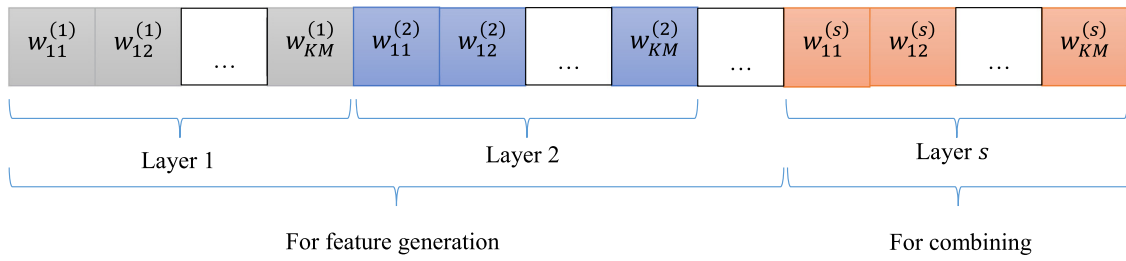 w_{11}^{(1)} w_{12}^{(1)} ... w_{KM}^{(1)} w_{11}^{(2)} w_{12}^{(2)} ... w_{KM}^{(2)} ... w_{11}^{(s)} w_{12}^{(s)} ... w_{KM}^{(s)}
Layer 1 Layer 2 Layer s
For feature generation For combining